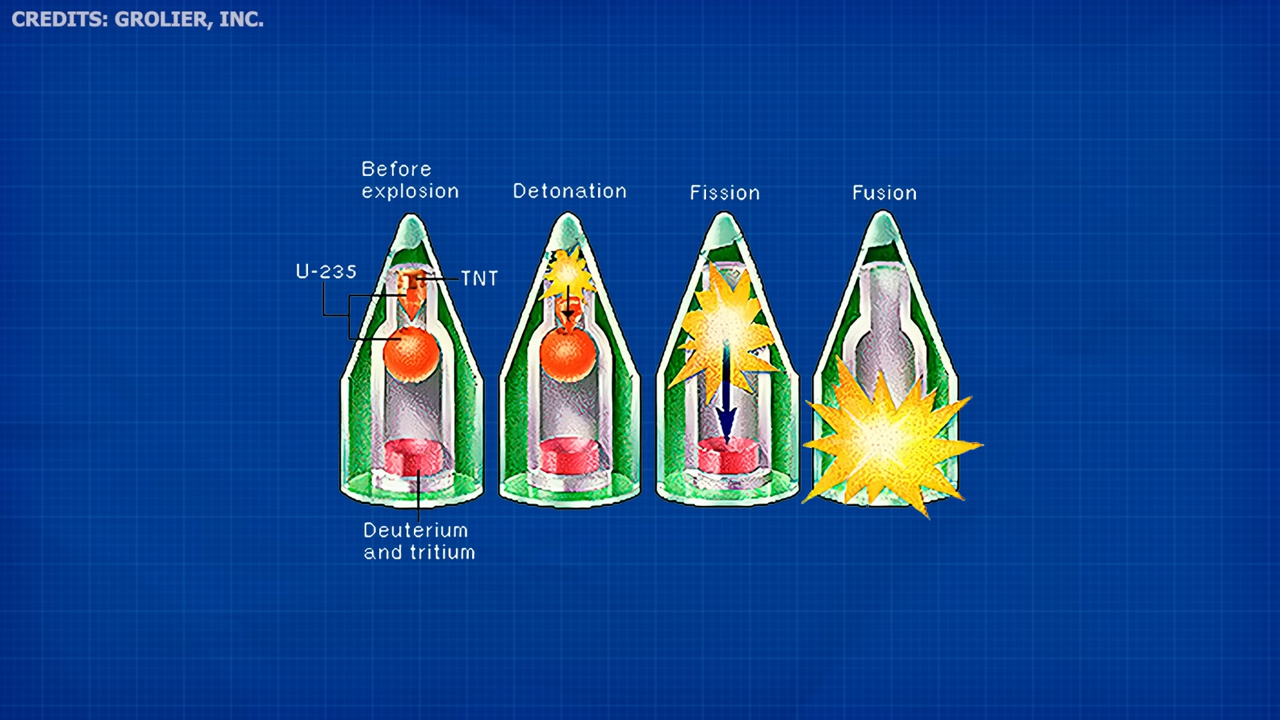 CREDITS: GROLIER, INC.
Before
explosion
Detonation
Fission
Fusion
U-235
TNT
Deuterium
and tritium